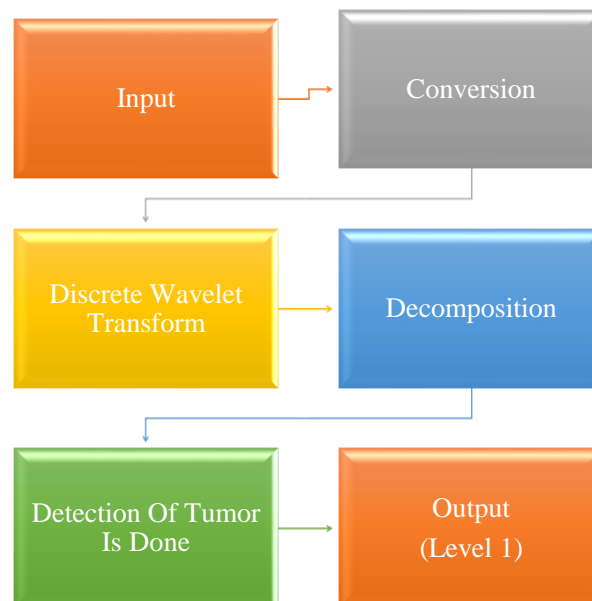 Input
Conversion
Discrete Wavelet
Transform
Decomposition
Detection Of Tumor
Is Done
Output
(Level 1)